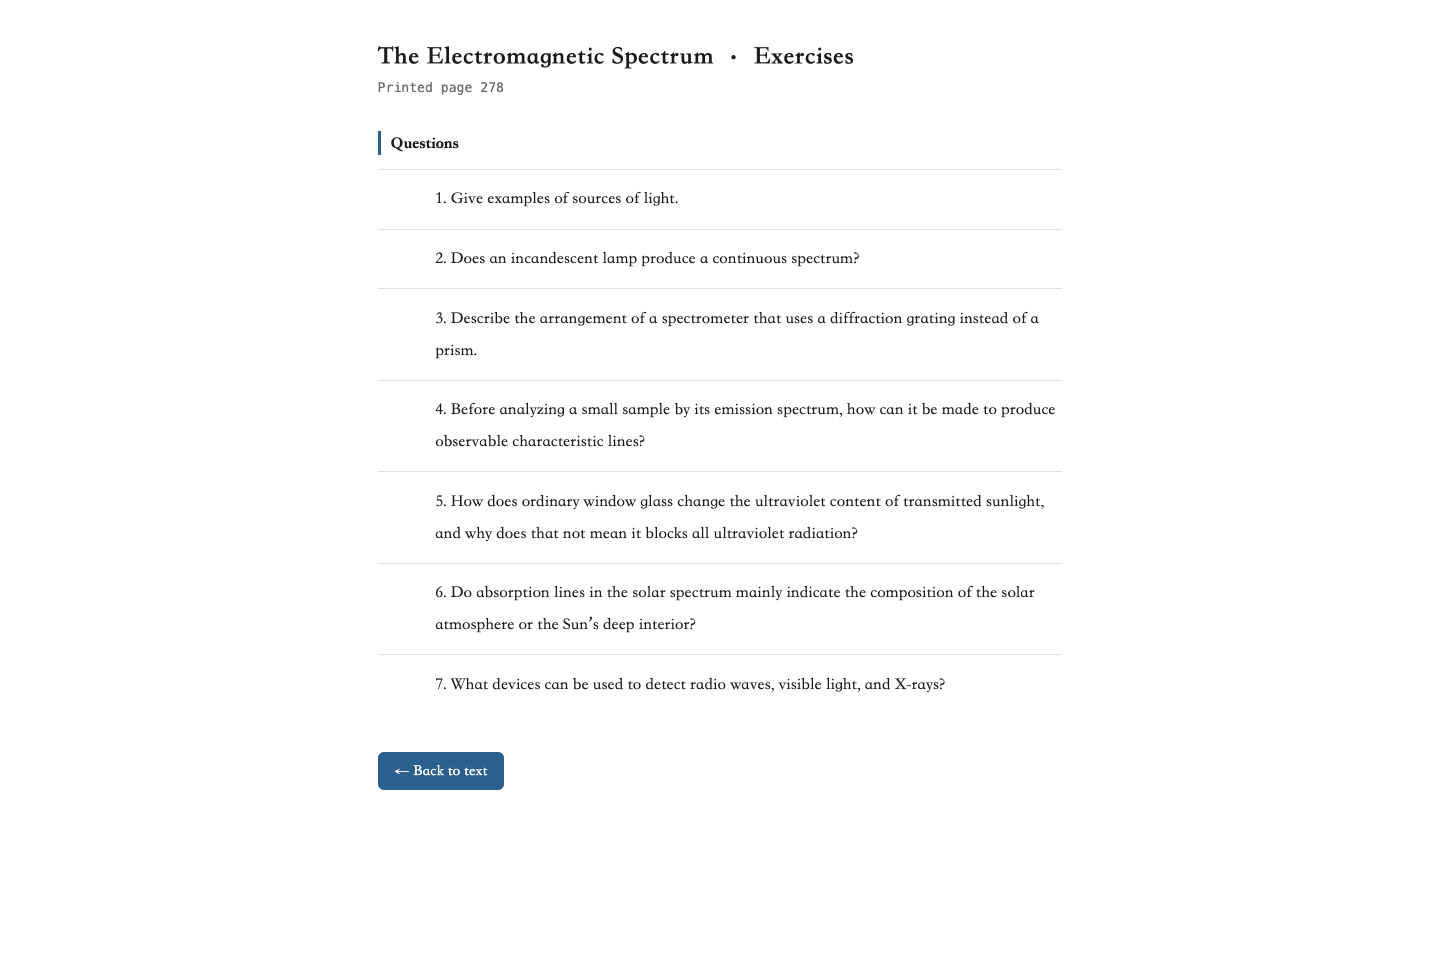 The Electromagnetic Spectrum · Exercises
Printed page 278
Questions
1. Give examples of sources of light.
2. Does an incandescent lamp produce a continuous spectrum?
3. Describe the arrangement of a spectrometer that uses a diffraction grating instead of a
prism.
4. Before analyzing a small sample by its emission spectrum, how can it be made to produce
observable characteristic lines?
5. How does ordinary window glass change the ultraviolet content of transmitted sunlight,
and why does that not mean it blocks all ultraviolet radiation?
6. Do absorption lines in the solar spectrum mainly indicate the composition of the solar
atmosphere or the Sun’s deep interior?
7. What devices can be used to detect radio waves, visible light, and X-rays?
← Back to text